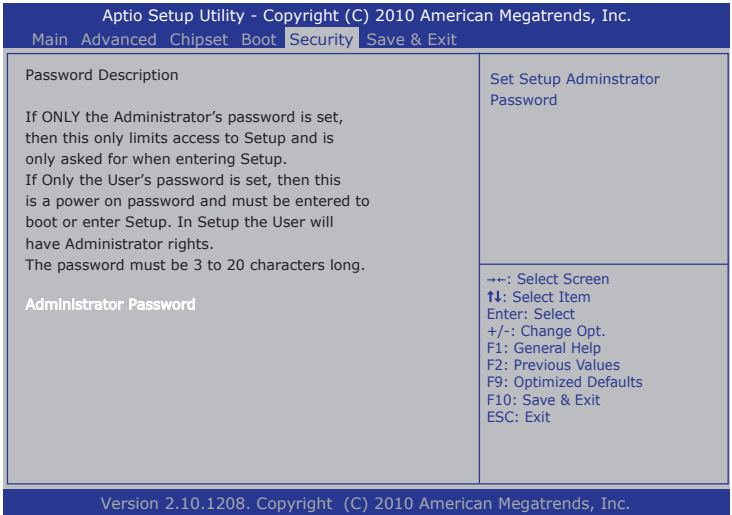 Aptio Setup Utility - Copyright (C) 2010 American Megatrends, Inc.
Main Advanced Chipset Boot Security Save & Exit
Password Description
If ONLY the Administrator's password is set,
then this only limits access to Setup and is
only asked for when entering Setup.
If Only the User's password is set, then this
is a power on password and must be entered to
boot or enter Setup. In Setup the User will
have Administrator rights.
The password must be 3 to 20 characters long.
Administrator Password
Set Setup Adminstrator
Password
→←: Select Screen
↑↓: Select Item
Enter: Select
+/-: Change Opt.
F1: General Help
F2: Previous Values
F9: Optimized Defaults
F10: Save & Exit
ESC: Exit
Version 2.10.1208. Copyright (C) 2010 American Megatrends, Inc.